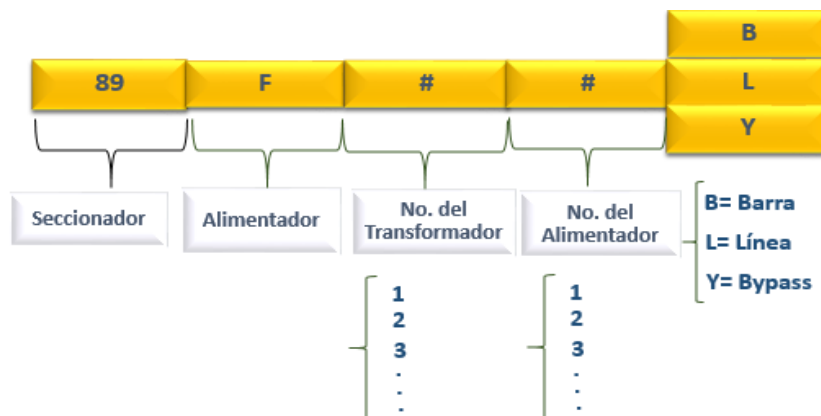 B
89 F # # L
Y
Seccionador
Alimentador
No. del
Transformador
No. del
Alimentador
B= Barra
L= Línea
Y= Bypass
1
2
3
.
.
.
1
2
3
.
.
.